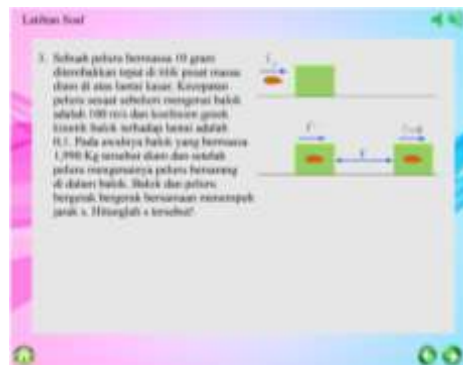 Latihan Soal
3. Sebuah peluru bermassa 10 gram
ditembakkan tepat di titik pusat massa
diam di atas lantai kasar. Kecepatan
peluru sesaat sebelum mengenai balok
adalah 100 m/s dan koefisien gesek
kinetik balok terhadap lantai adalah
0,1. Pada awalnya balok yang bermassa
1,990 Kg tersebut diam dan setelah
peluru mengenainya peluru bersarang
di dalam balok. Balok dan peluru
bergerak bergerak bersamaan menempuh
jarak s. Hitunglah s tersebut!